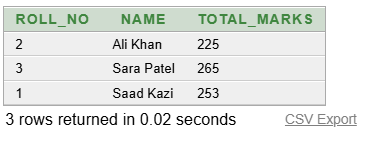 ROLL_NO NAME TOTAL_MARKS
2 Ali Khan 225
3 Sara Patel 265
1 Saad Kazi 253
3 rows returned in 0.02 seconds CSV Export